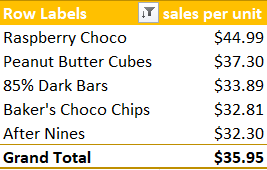 Row Labels sales per unit
Raspberry Choco $44.99
Peanut Butter Cubes $37.30
85% Dark Bars $33.89
Baker's Choco Chips $32.81
After Nines $32.30
Grand Total $35.95